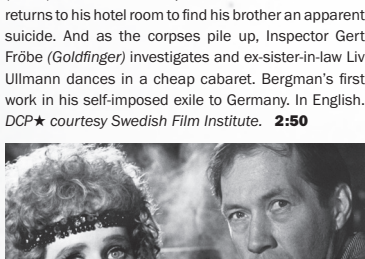 returns to his hotel room to find his brother an apparent
suicide. And as the corpses pile up, Inspector Gert
Fröbe (Goldfinger) investigates and ex-sister-in-law Liv
Ullmann dances in a cheap cabaret. Bergman's first
work in his self-imposed exile to Germany. In English.
DCP★ courtesy Swedish Film Institute. 2:50